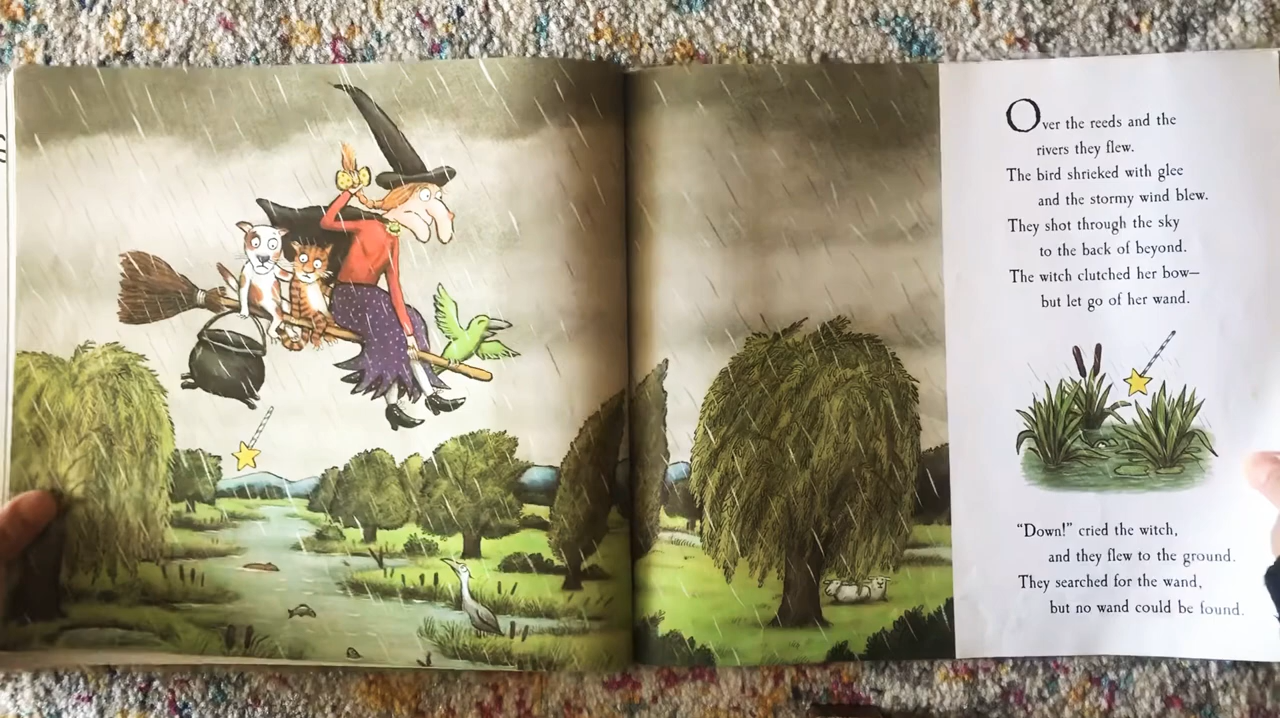 Over the reeds and the
rivers they flew.
The bird shrieked with glee
and the stormy wind blew.
They shot through the sky
to the back of beyond.
The witch clutched her bow—
but let go of her wand.
“Down!” cried the witch,
and they flew to the ground.
They searched for the wand,
but no wand could be found.